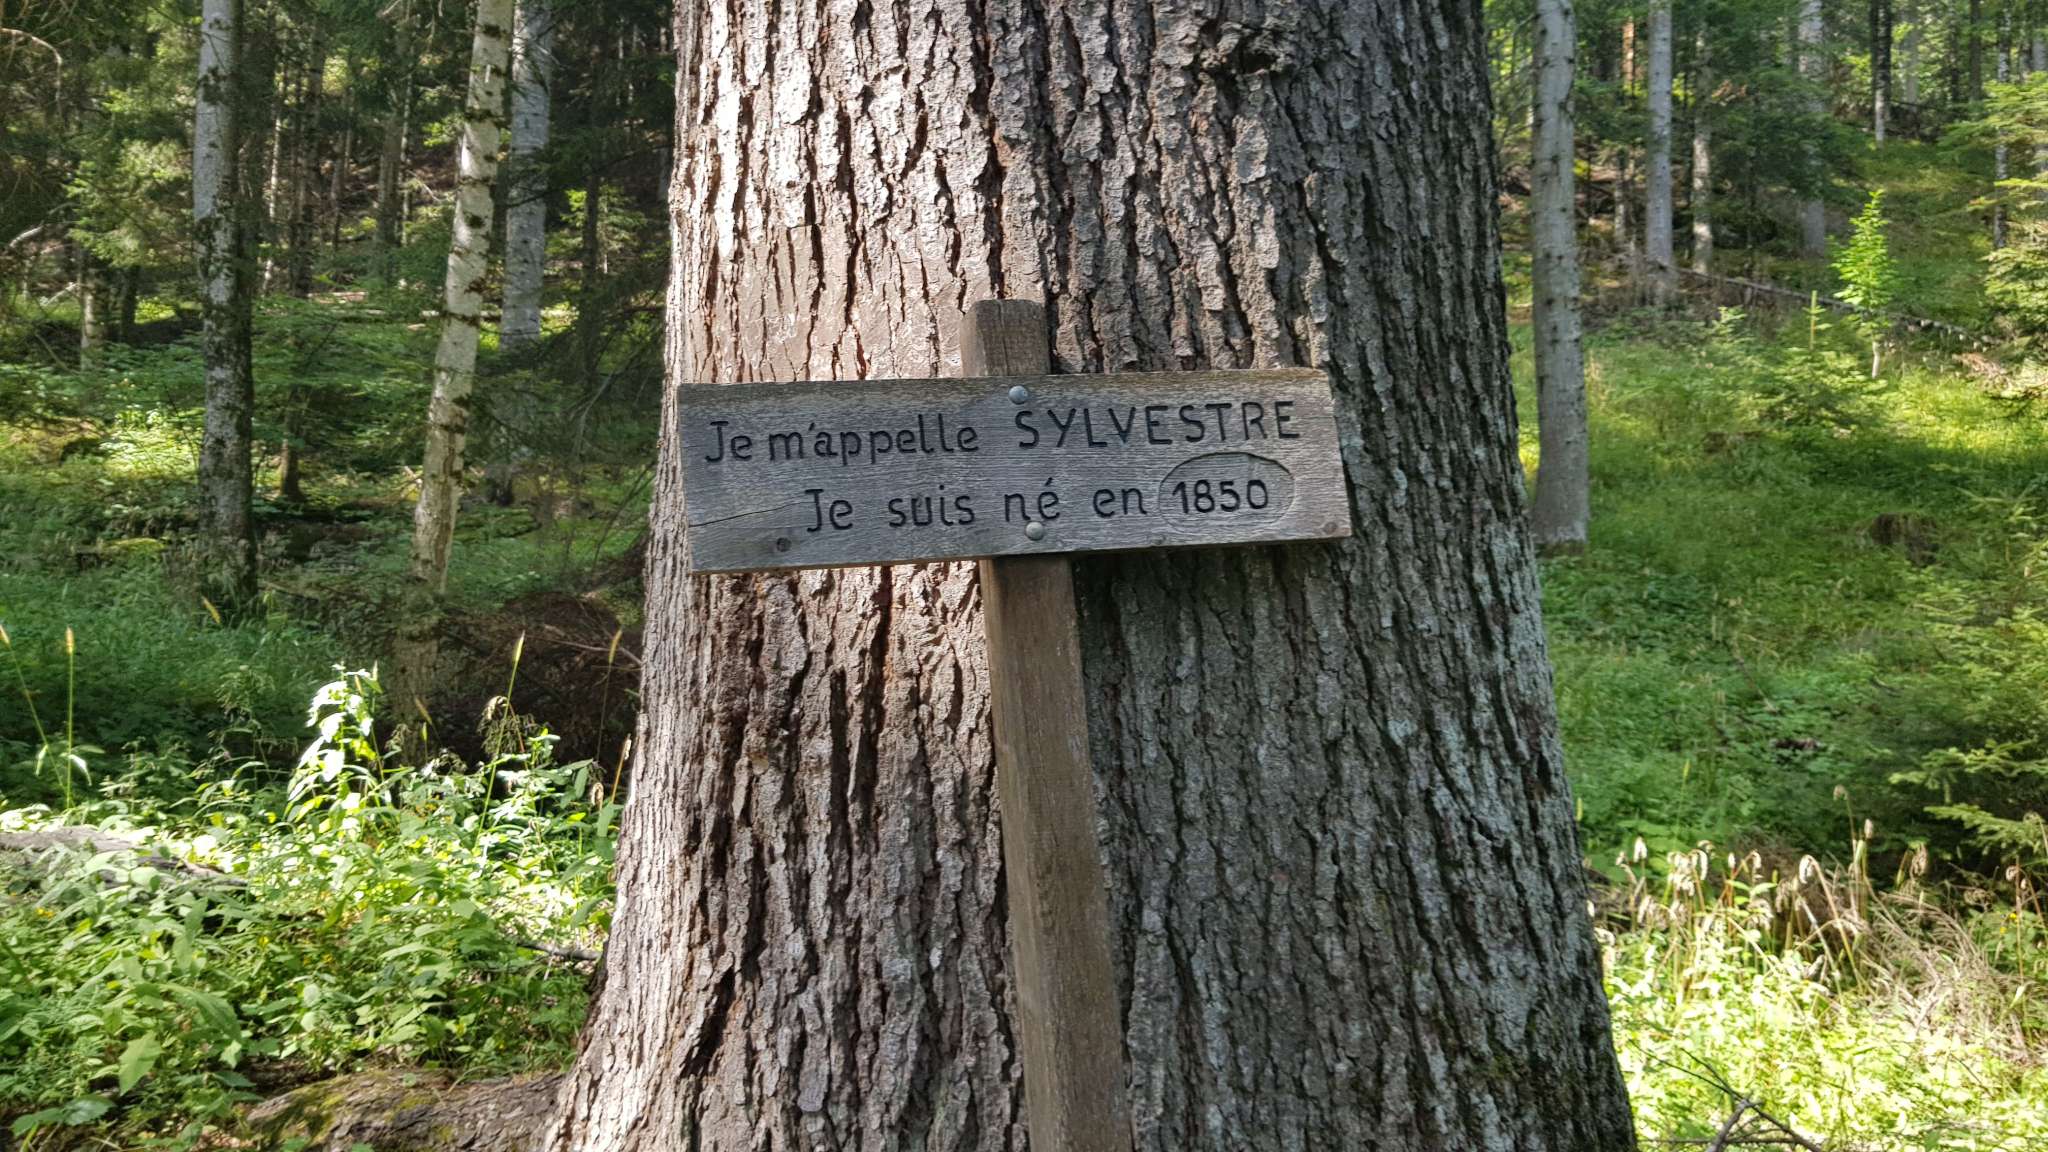 Je m'appelle SYLVESTRE
Je suis né en 1850